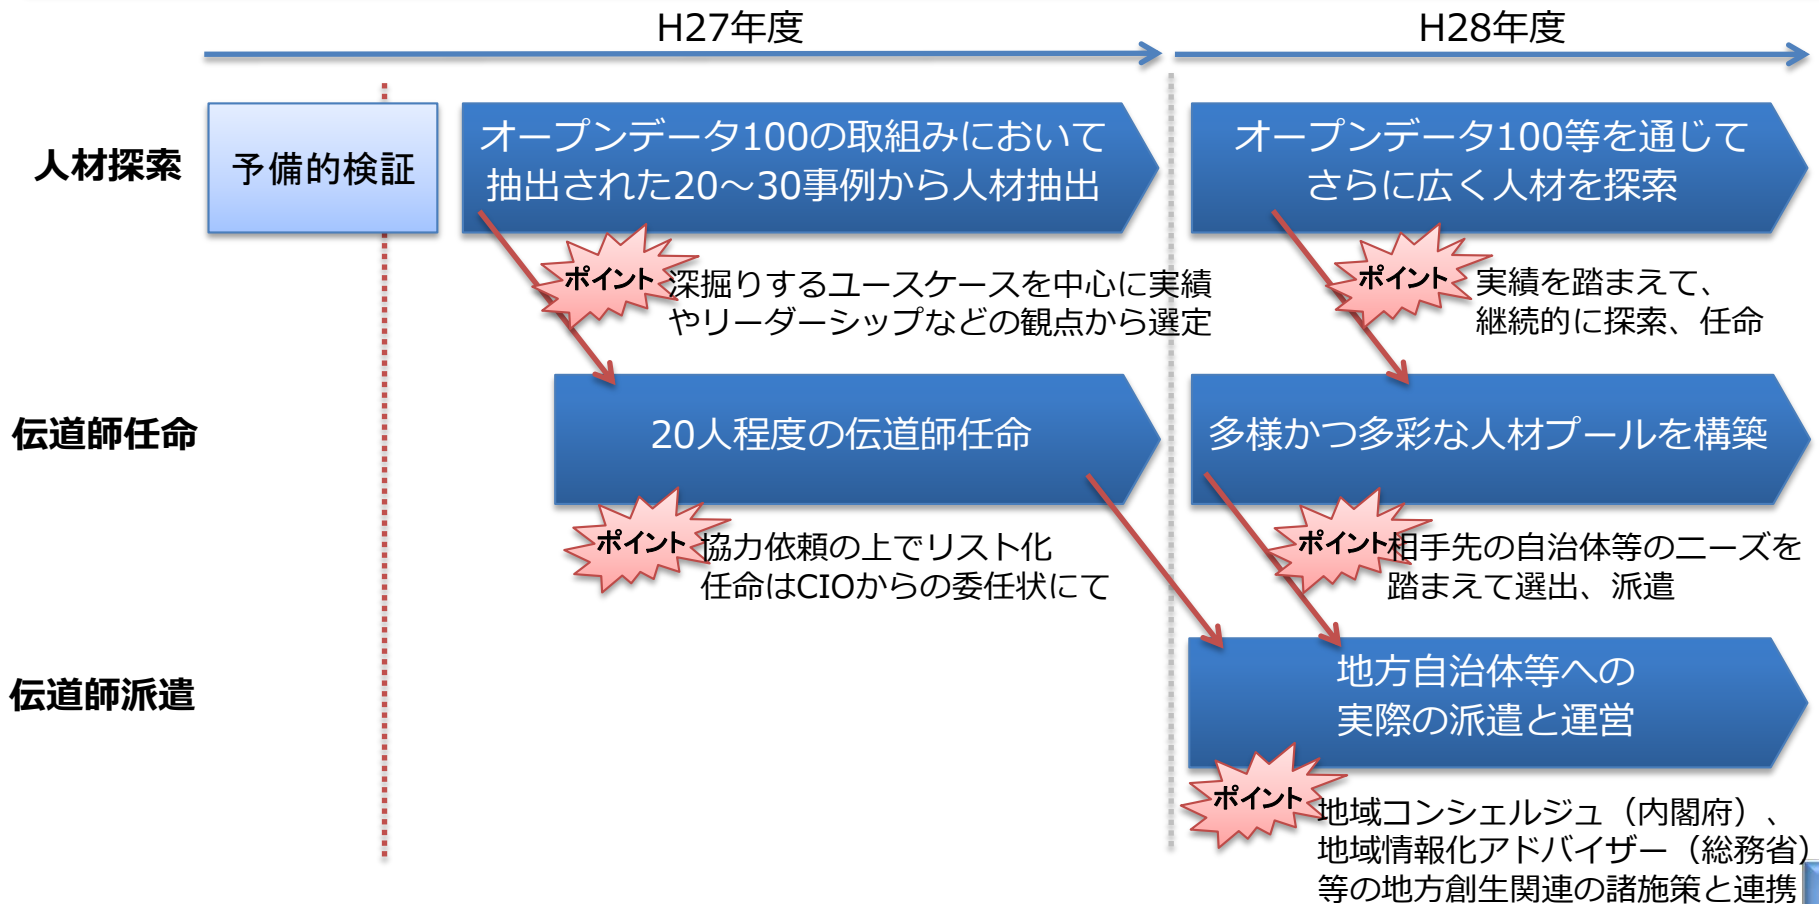 H27年度
H28年度
人材探索
予備的検証
オープンデータ100の取組みにおいて
抽出された20～30事例から人材抽出
オープンデータ100等を通じて
さらに広く人材を探索
ポイント
深掘りするユースケースを中心に実績
やリーダーシップなどの観点から選定
ポイント
実績を踏まえて、
継続的に探索、任命
伝道師任命
20人程度の伝道師任命
多様かつ多彩な人材プールを構築
ポイント
協力依頼の上でリスト化
任命はCIOからの委任状にて
ポイント
相手先の自治体等のニーズを
踏まえて選出、派遣
伝道師派遣
地方自治体等への
実際の派遣と運営
ポイント
地域コンシェルジュ（内閣府）、
地域情報化アドバイザー（総務省）
等の地方創生関連の諸施策と連携